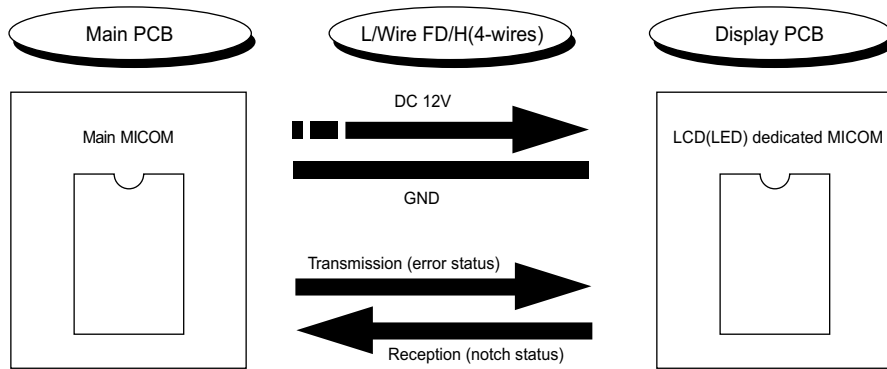 Main PCB
L/Wire FD/H(4-wires)
Display PCB
Main MICOM
DC 12V
GND
Transmission (error status)
Reception (notch status)
LCD(LED) dedicated MICOM